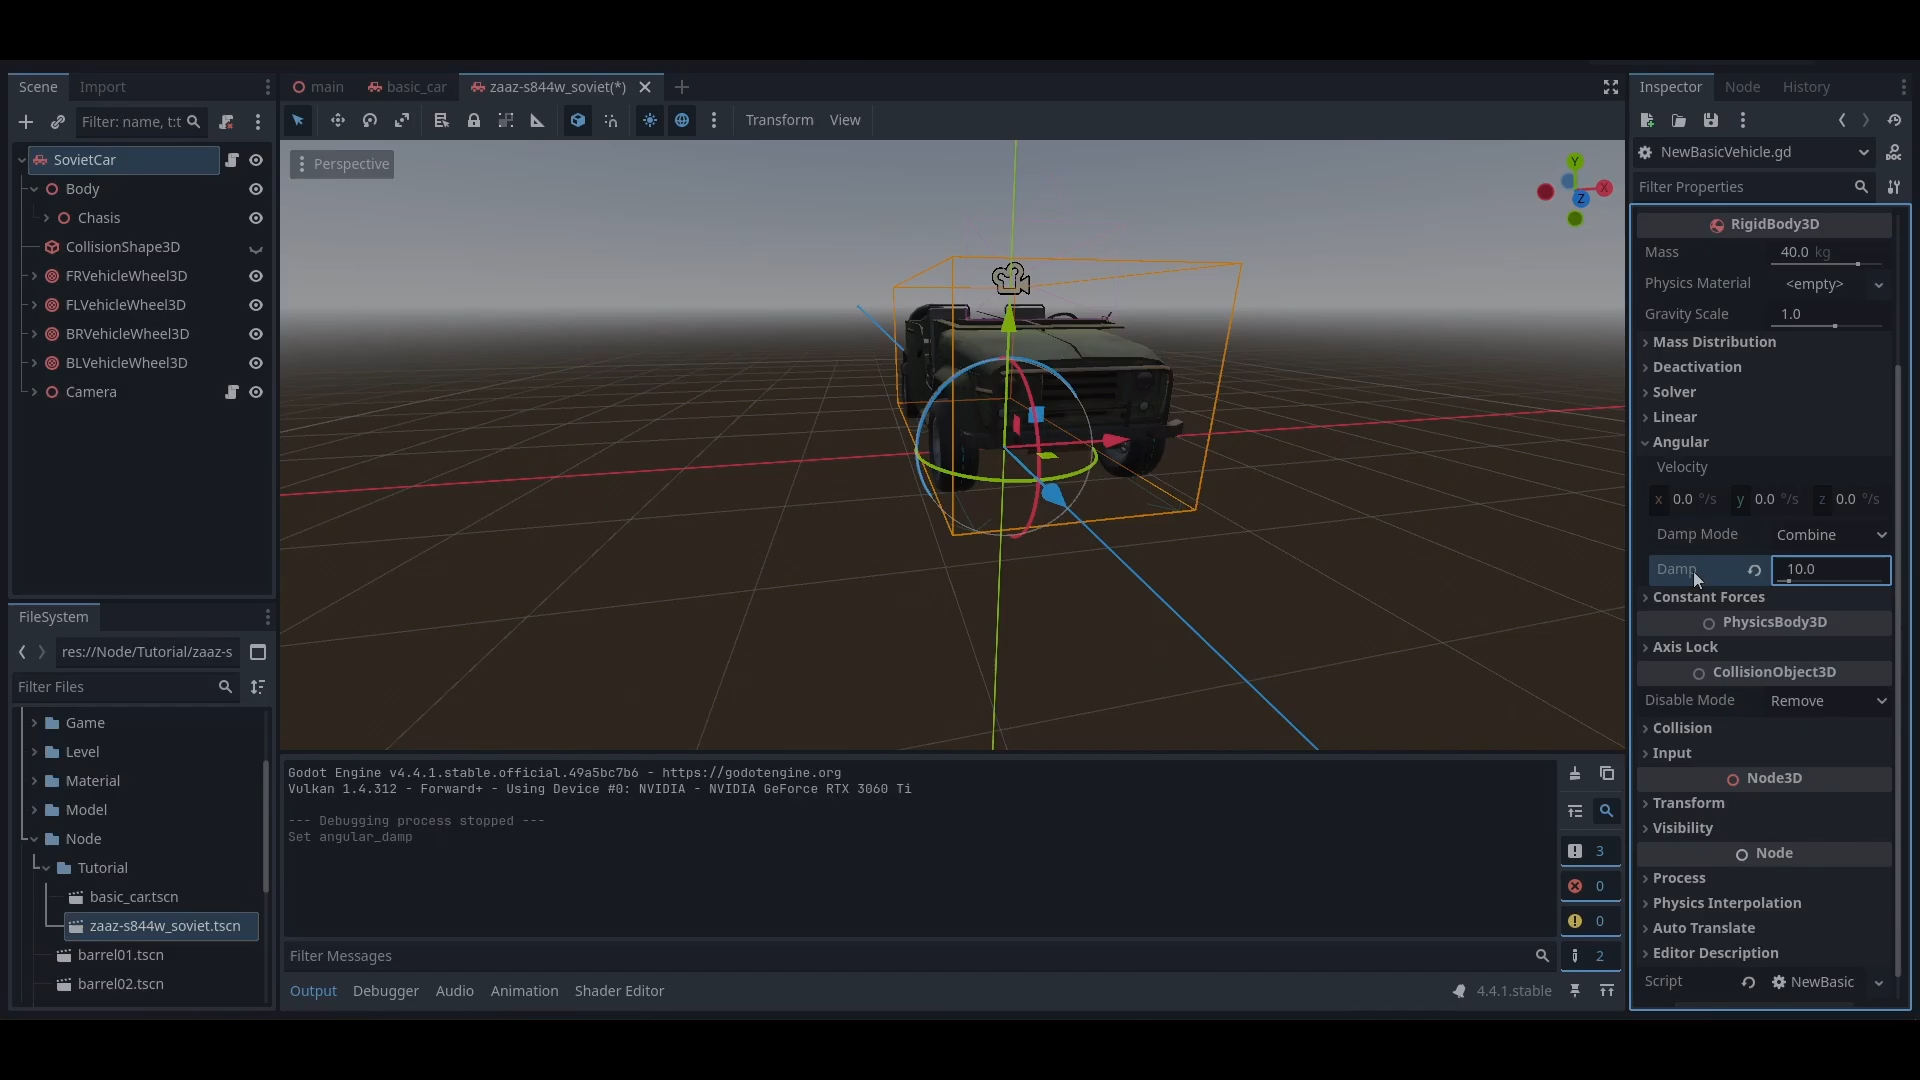 Scene
Import
Filter: name, t:t
SovietCar
Body
Chasis
CollisionShape3D
FRVehicleWheel3D
FLVehicleWheel3D
BRVehicleWheel3D
BLVehicleWheel3D
Camera
FileSystem
res://Node/Tutorial/zaaz-s
Filter Files
Game
Level
Material
Model
Node
Tutorial
basic_car.tscn
zaaz-s844w_soviet.tscn
barrel01.tscn
barrel02.tscn
main
basic_car
zaaz-s844w_soviet(*)
Transform
View
Perspective
Y
X
Z
Godot Engine v4.4.1.stable.official.49a5bc7b6 - https://godotengine.org
Vulkan 1.4.312 - Forward+ - Using Device #0: NVIDIA - NVIDIA GeForce RTX 3060 Ti
--- Debugging process stopped ---
Set angular_damp
3
0
0
2
Filter Messages
Output
Debugger
Audio
Animation
Shader Editor
4.4.1.stable
Inspector
Node
History
NewBasicVehicle.gd
Filter Properties
RigidBody3D
Mass 40.0 kg
Physics Material <empty>
Gravity Scale 1.0
Mass Distribution
Deactivation
Solver
Linear
Angular
Velocity
x 0.0 °/s y 0.0 °/s z 0.0 °/s
Damp Mode Combine
Damp 10.0
Constant Forces
PhysicsBody3D
Axis Lock
CollisionObject3D
Disable Mode Remove
Collision
Input
Node3D
Transform
Visibility
Node
Process
Physics Interpolation
Auto Translate
Editor Description
Script NewBasic